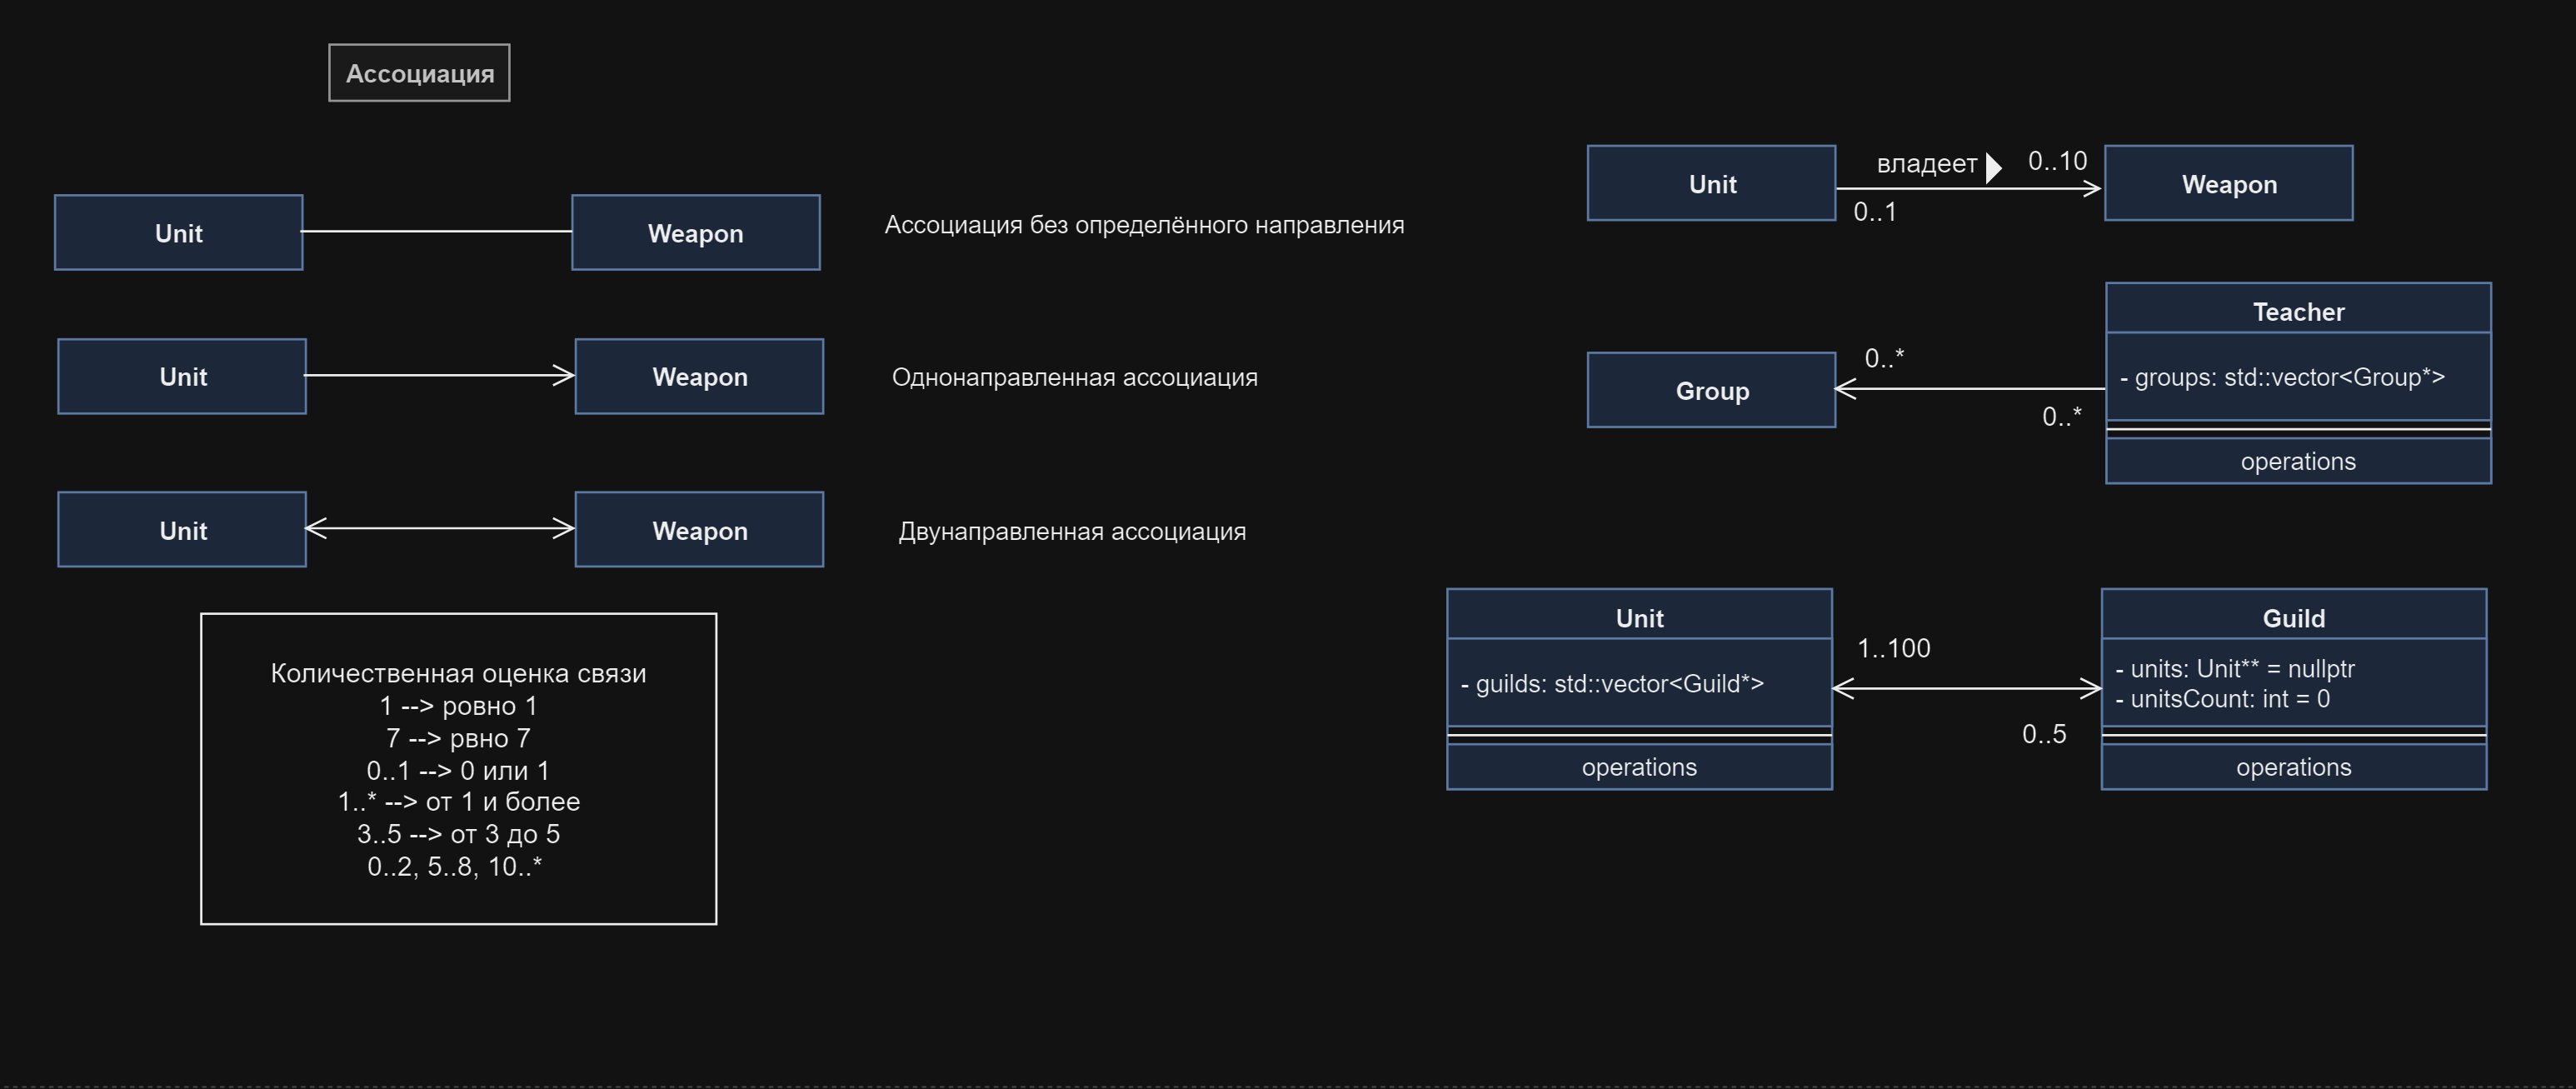 Ассоциация
Unit
Weapon
Ассоциация без определённого направления
Unit
Weapon
Однонаправленная ассоциация
Unit
Weapon
Двунаправленная ассоциация
Количественная оценка связи
1 --> ровно 1
7 --> рвно 7
0..1 --> 0 или 1
1..* --> от 1 и более
3..5 --> от 3 до 5
0..2, 5..8, 10..*
Unit
владеет
0..10
0..1
Weapon
Group
0..*
0..*
Teacher
- groups: std::vector<Group*>
operations
Unit
- guilds: std::vector<Guild*>
operations
1..100
0..5
Guild
- units: Unit** = nullptr
- unitsCount: int = 0
operations